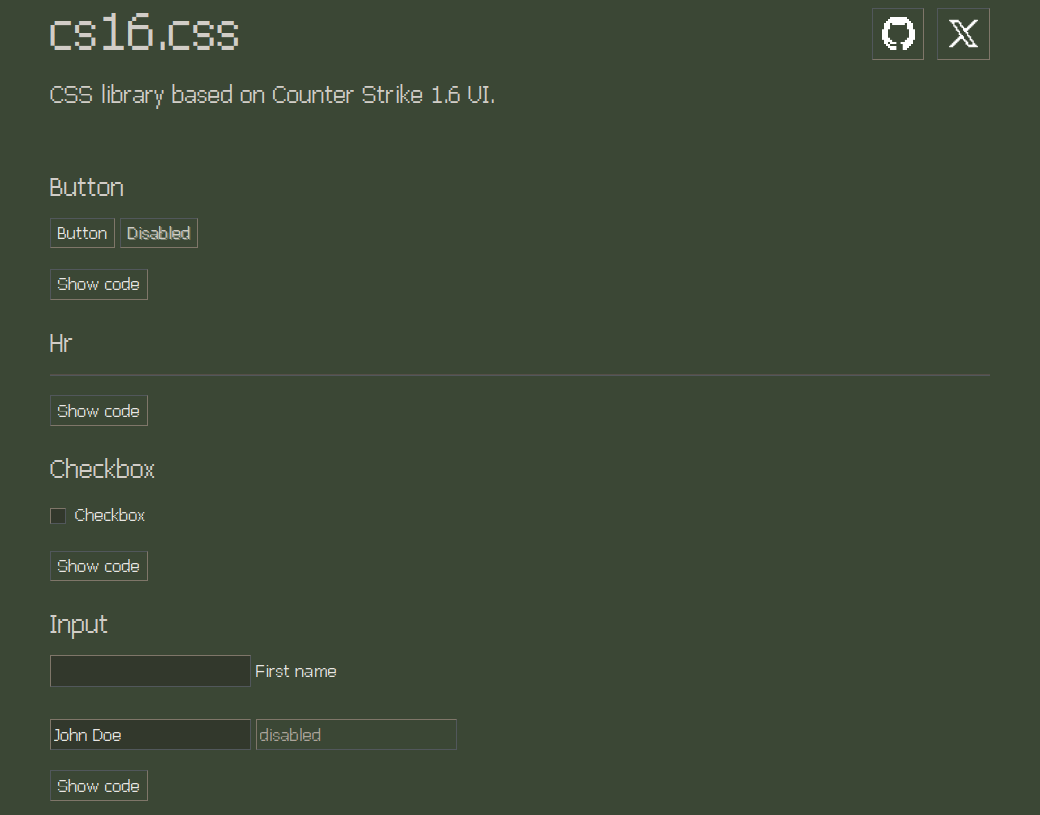 cs16.css
CSS library based on Counter Strike 1.6 UI.
Button
Button Disabled
Show code
Hr
Show code
Checkbox
Checkbox
Show code
Input
First name
John Doe disabled
Show code